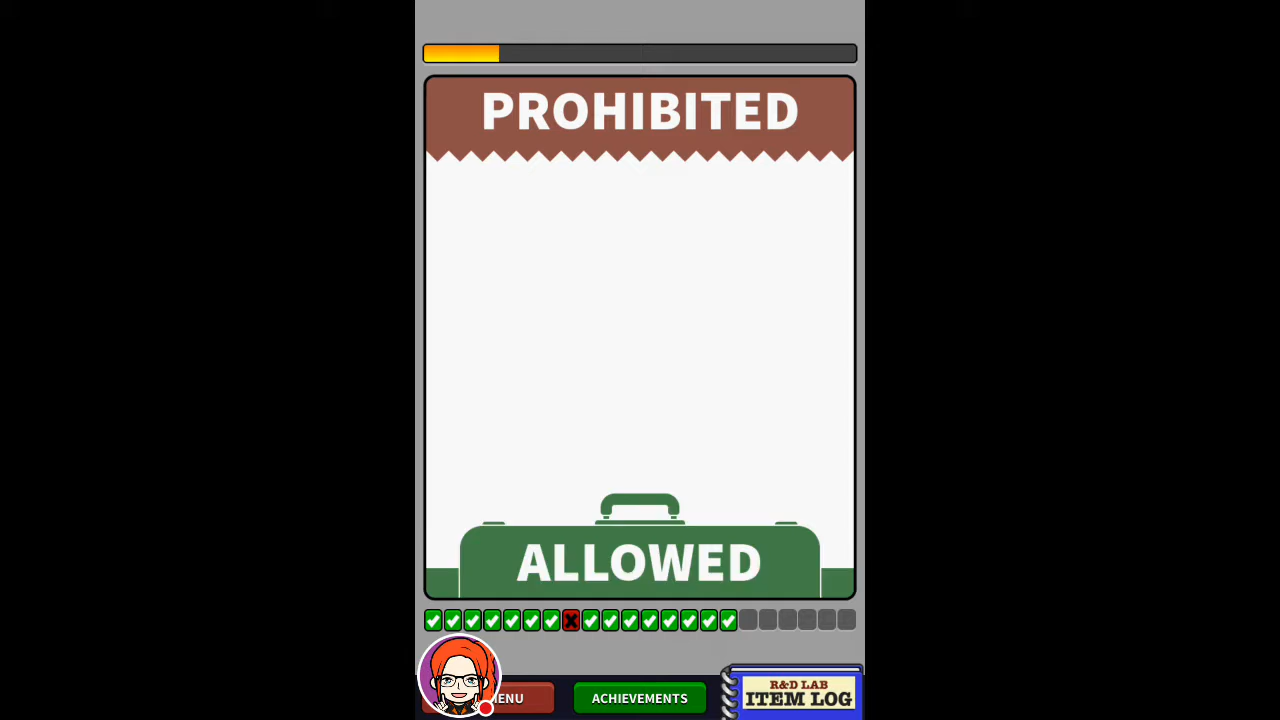 PROHIBITED
ALLOWED
ENU
ACHIEVEMENTS
R&D LAB
ITEM LOG